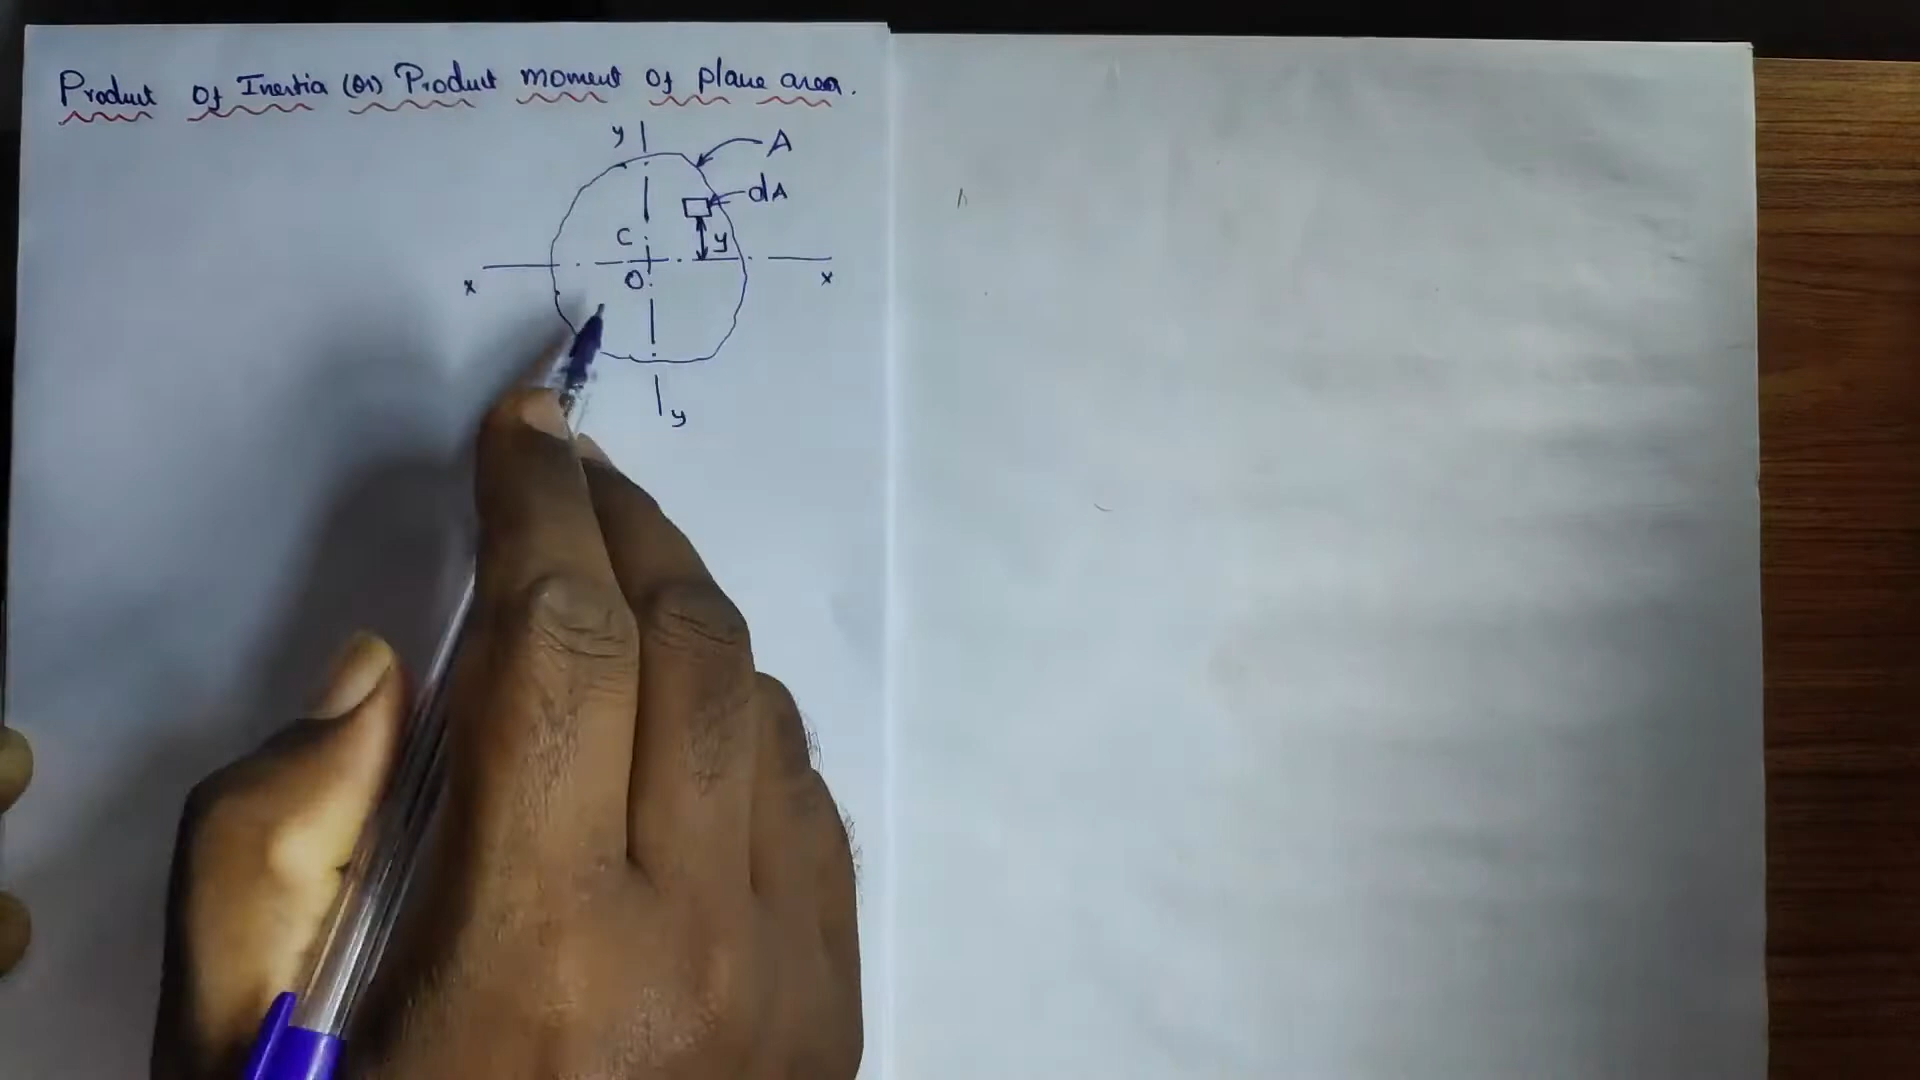 Product of Inertia (or) Product moment of plane area.
y
A
dA
C
y
O
x
x
y